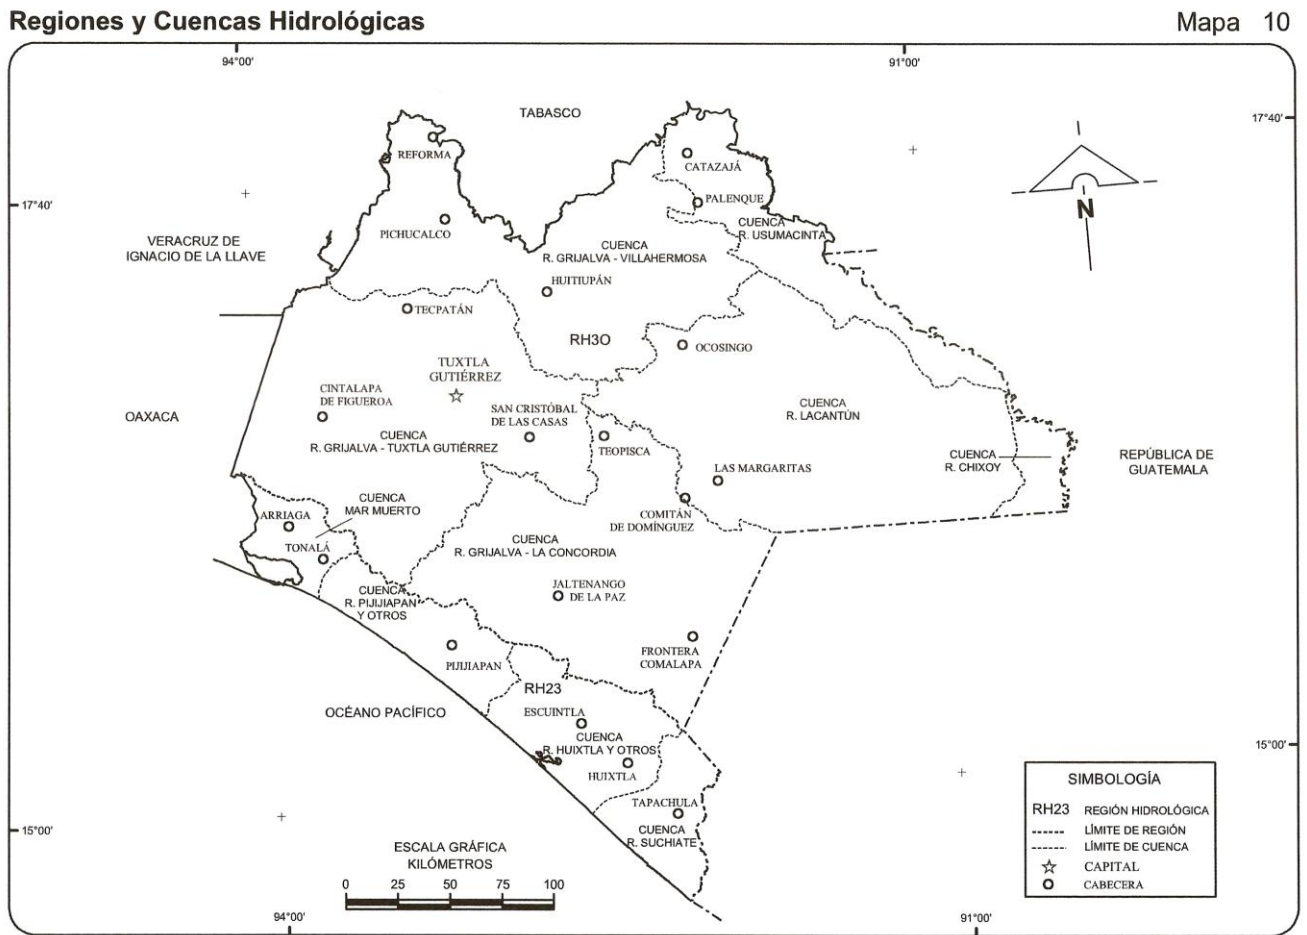 Regiones y Cuencas Hidrológicas
Mapa 10
94°00'
91°00'
17°40'
17°40'
TABASCO
REFORMA
CATAZAJÁ
PALENQUE
PICHUCALCO
CUENCA
R. USUMACINTA
VERACRUZ DE
IGNACIO DE LA LLAVE
CUENCA
R. GRIJALVA - VILLAHERMOSA
HUITIUPÁN
TECPATÁN
RH3O
OCOSINGO
TUXTLA
GUTIÉRREZ
CINTALAPA
DE FIGUEROA
OAXACA
SAN CRISTÓBAL
DE LAS CASAS
CUENCA
R. LACANTÚN
CUENCA
R. GRIJALVA - TUXTLA GUTIÉRREZ
TEOPISCA
LAS MARGARITAS
CUENCA
R. CHIXOY
REPÚBLICA DE
GUATEMALA
CUENCA
MAR MUERTO
ARRIAGA
COMITÁN
DE DOMÍNGUEZ
TONALÁ
CUENCA
R. GRIJALVA - LA CONCORDIA
CUENCA
R. PIJIJIAPAN
Y OTROS
JALTENANGO
DE LA PAZ
PIJIJIAPAN
FRONTERA
COMALAPA
RH23
OCÉANO PACÍFICO
ESCUINTLA
CUENCA
R. HUIXTLA Y OTROS
HUIXTLA
TAPACHULA
CUENCA
R. SUCHIATE
N
15°00'
15°00'
ESCALA GRÁFICA
KILÓMETROS
0 25 50 75 100
SIMBOLOGÍA
RH23 REGIÓN HIDROLÓGICA
LÍMITE DE REGIÓN
LÍMITE DE CUENCA
CAPITAL
CABECERA
94°00'
91°00'